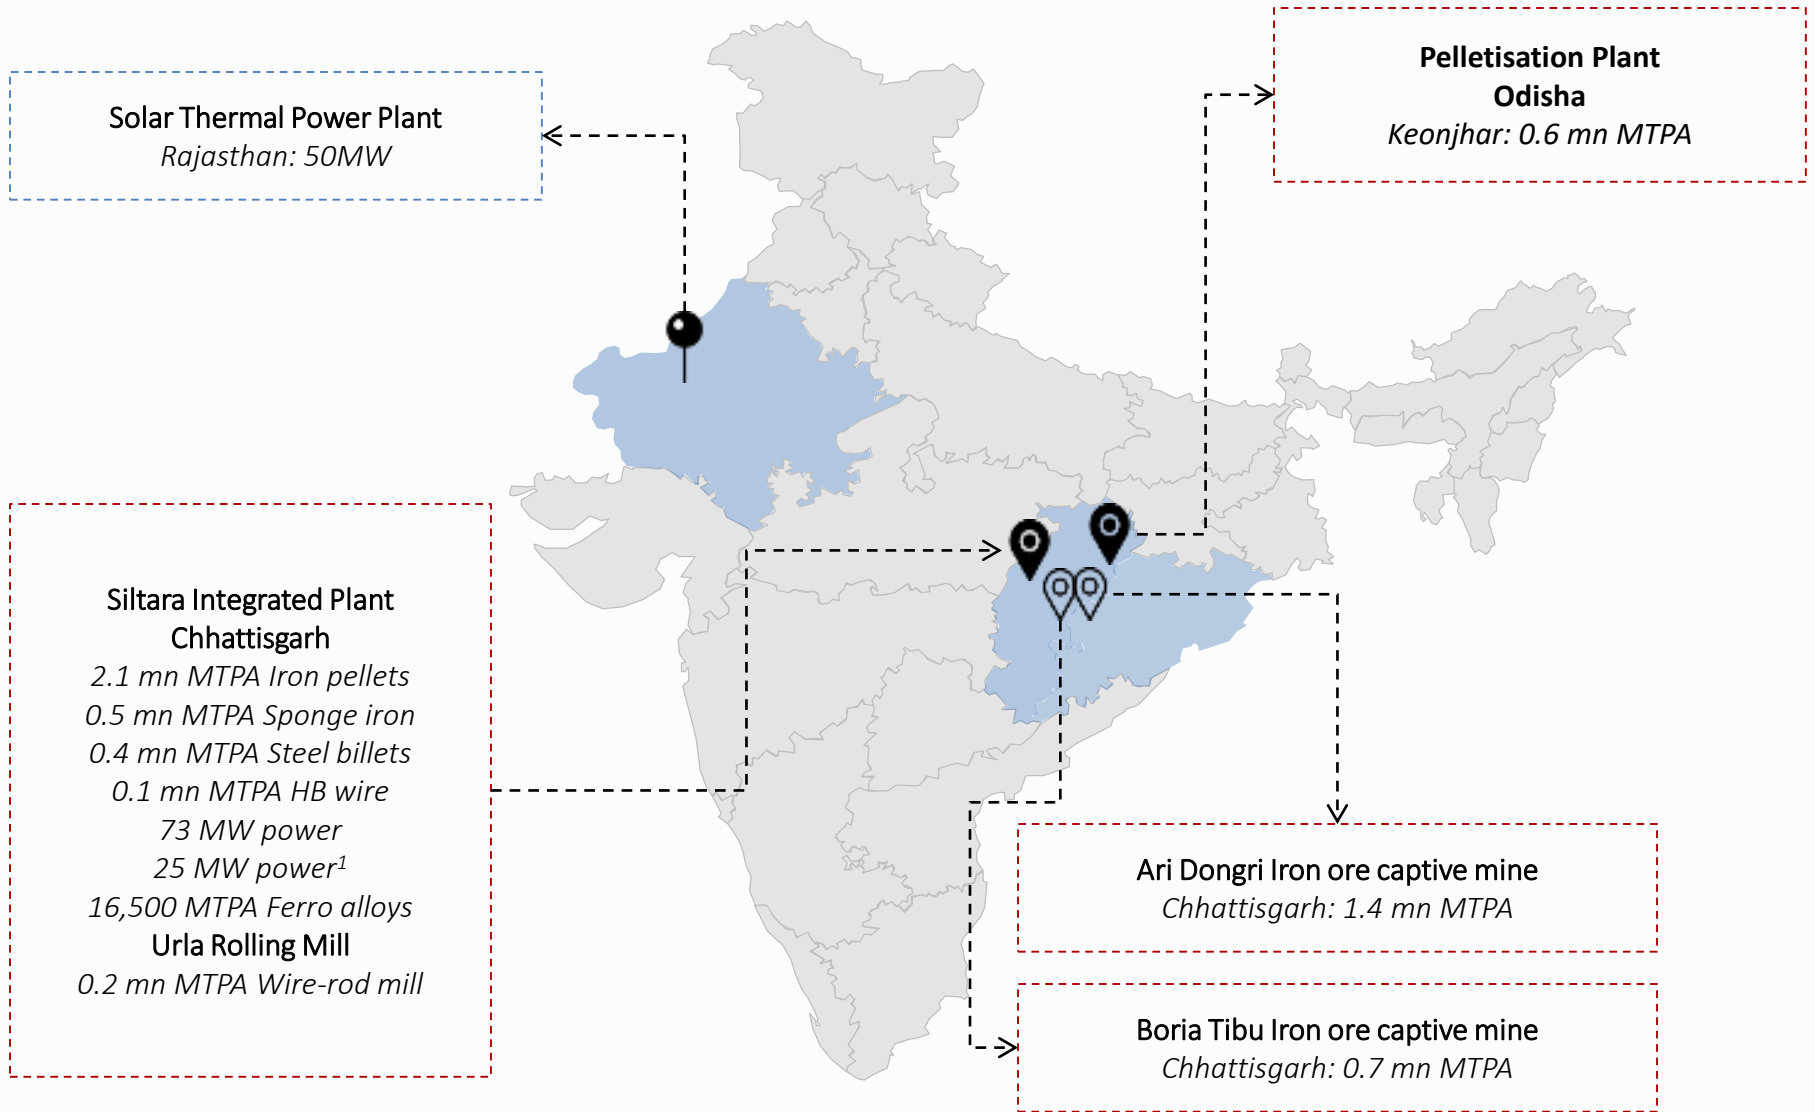 Solar Thermal Power Plant
Rajasthan: 50MW
Pelletisation Plant
Odisha
Keonjhar: 0.6 mn MTPA
Siltara Integrated Plant
Chhattisgarh
2.1 mn MTPA Iron pellets
0.5 mn MTPA Sponge iron
0.4 mn MTPA Steel billets
0.1 mn MTPA HB wire
73 MW power
25 MW power¹
16,500 MTPA Ferro alloys
Urla Rolling Mill
0.2 mn MTPA Wire-rod mill
Ari Dongri Iron ore captive mine
Chhattisgarh: 1.4 mn MTPA
Boria Tibu Iron ore captive mine
Chhattisgarh: 0.7 mn MTPA